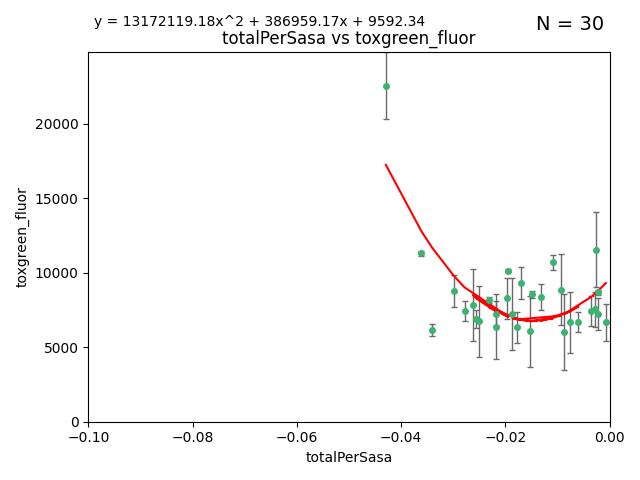 y = 13172119.18x^2 + 386959.17x + 9592.34
N = 30
totalPerSasa vs toxgreen_fluor
toxgreen_fluor
20000
15000
10000
5000
0
−0.10
−0.08
−0.06
−0.04
−0.02
0.00
totalPerSasa